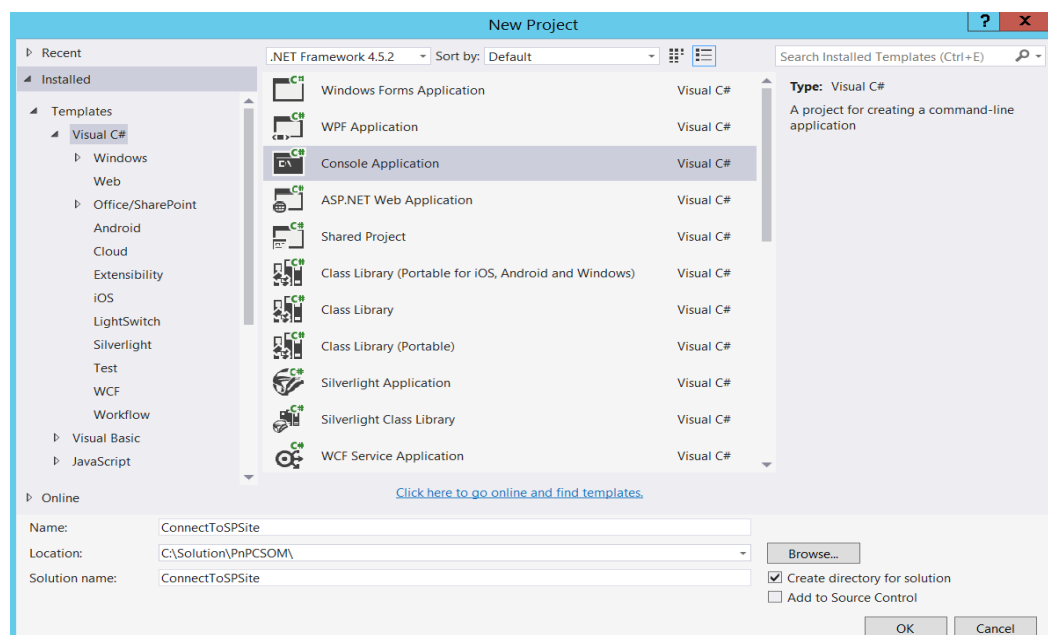 New Project
?
x
Recent
.NET Framework 4.5.2
Sort by: Default
Search Installed Templates (Ctrl+E)
Installed
Templates
Visual C#
Windows
Web
Office/SharePoint
Android
Cloud
Extensibility
iOS
LightSwitch
Silverlight
Test
WCF
Workflow
Visual Basic
JavaScript
Online
C# Windows Forms Application Visual C#
C# WPF Application Visual C#
C# Console Application Visual C#
C# ASP.NET Web Application Visual C#
C# Shared Project Visual C#
C# Class Library (Portable for iOS, Android and Windows) Visual C#
C# Class Library Visual C#
C# Class Library (Portable) Visual C#
C# Silverlight Application Visual C#
C# Silverlight Class Library Visual C#
C# WCF Service Application Visual C#
Click here to go online and find templates.
Type: Visual C#
A project for creating a command-line
application
Name: ConnectToSPSite
Location: C:\Solution\PnPCSOM\
Browse...
Solution name: ConnectToSPSite
Create directory for solution
Add to Source Control
OK
Cancel